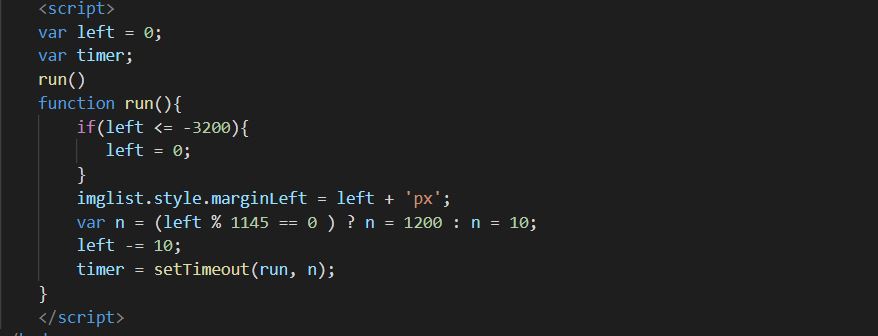 <script>
var left = 0;
var timer;
run()
function run(){
if(left <= -3200){
left = 0;
}
imglist.style.marginLeft = left + 'px';
var n = (left % 1145 == 0 ) ? n = 1200 : n = 10;
left -= 10;
timer = setTimeout(run, n);
}
</script>